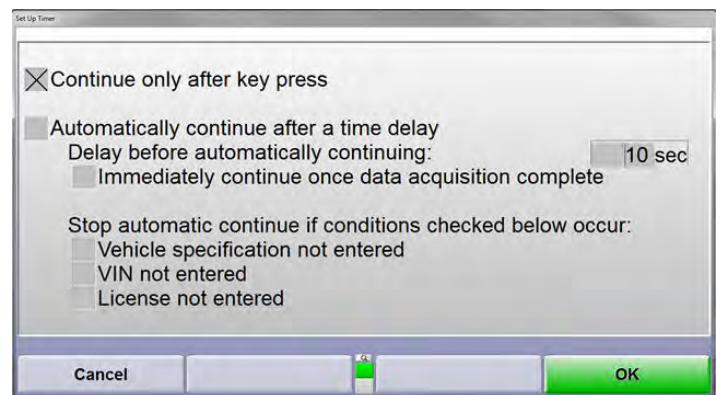 Set Up Timer
Continue only after key press
Automatically continue after a time delay
Delay before automatically continuing: 10 sec
Immediately continue once data acquisition complete
Stop automatic continue if conditions checked below occur:
Vehicle specification not entered
VIN not entered
License not entered
Cancel OK